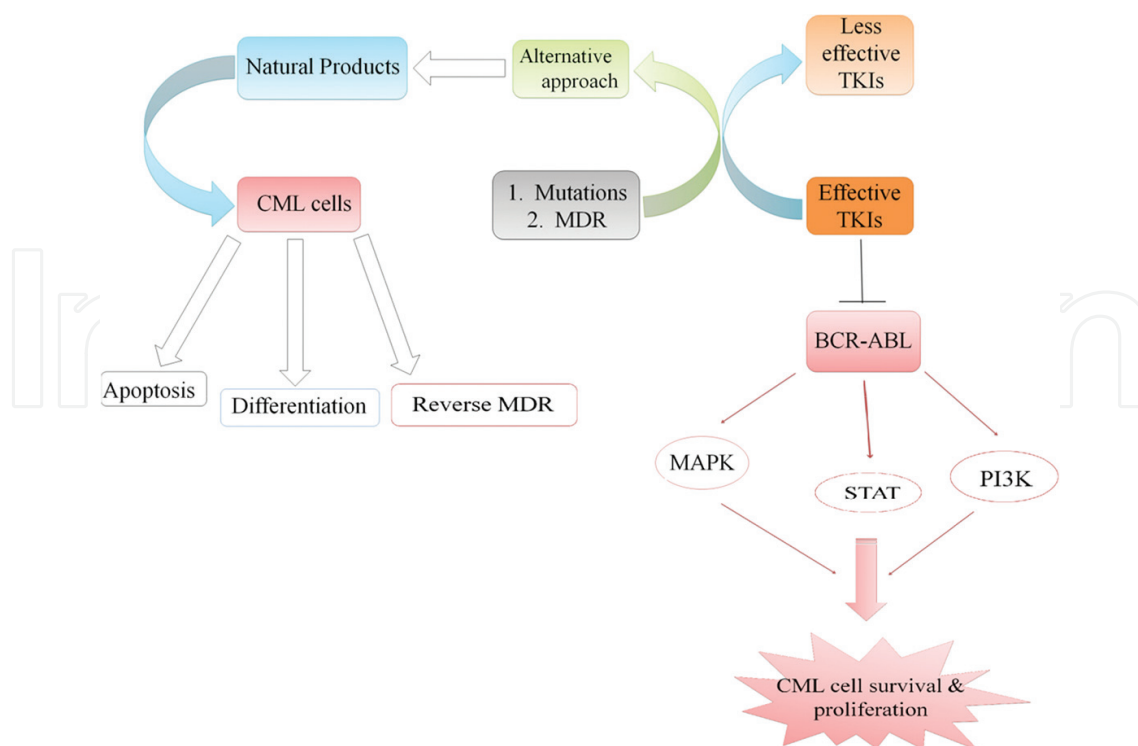 Natural Products
Alternative
approach
Less
effective
TKIs
CML cells
1. Mutations
2. MDR
Effective
TKIs
BCR-ABL
Apoptosis
Differentiation
Reverse MDR
MAPK
STAT
PI3K
CML cell survival &
proliferation